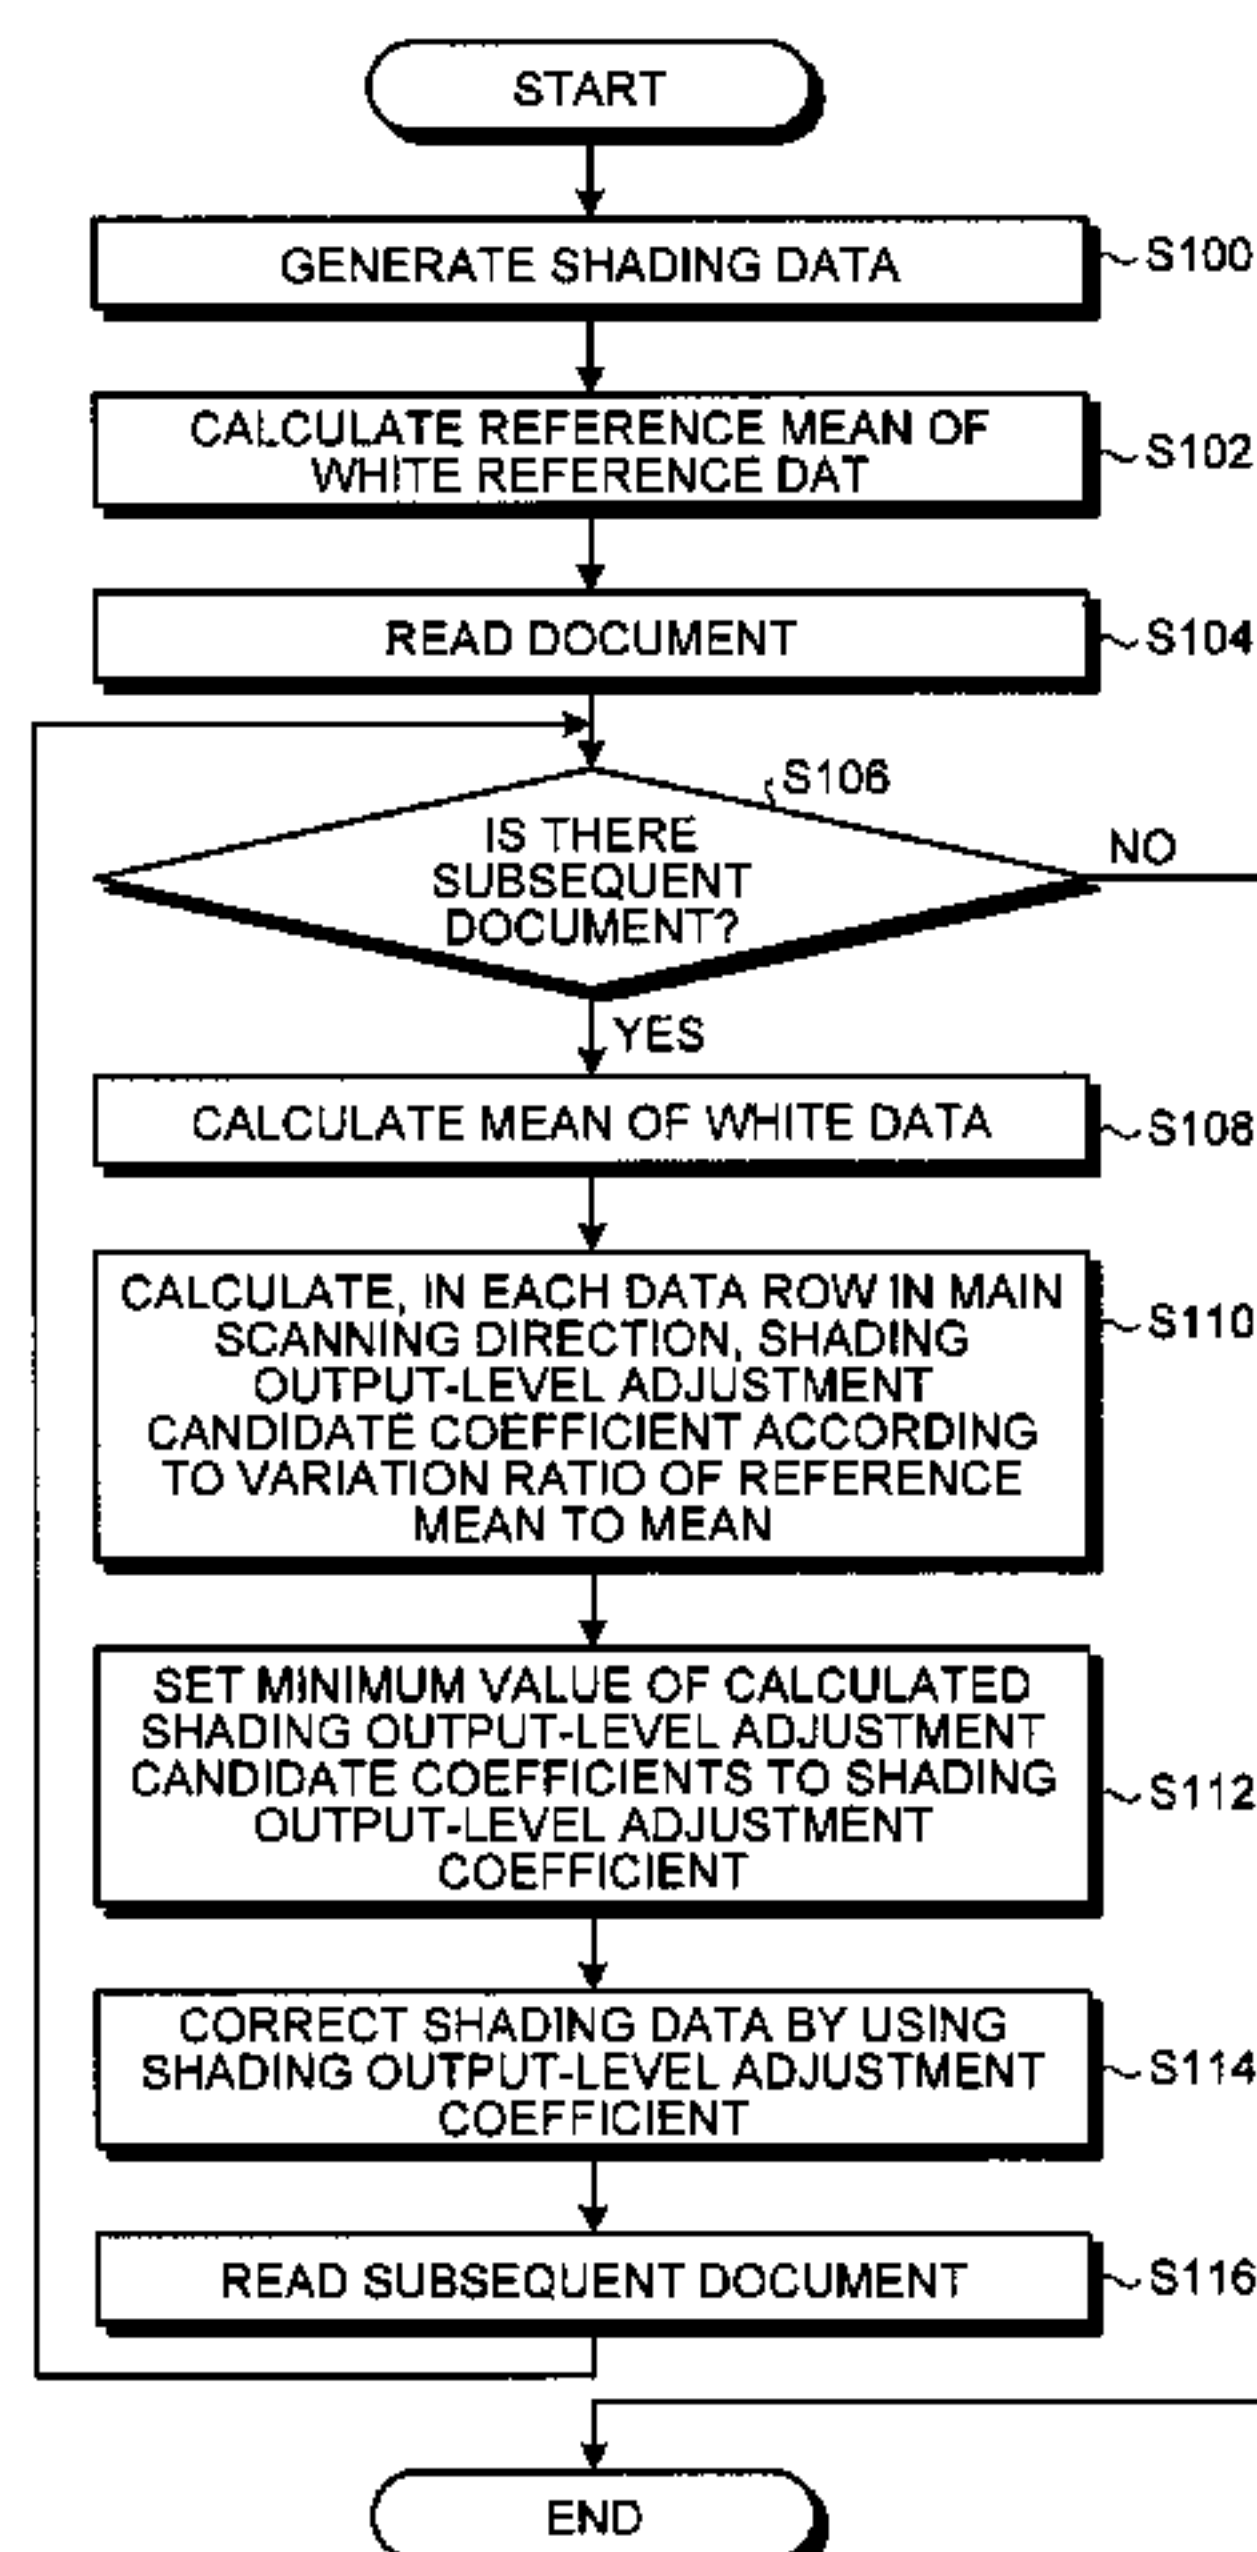 START
GENERATE SHADING DATA
S100
CALCULATE REFERENCE MEAN OF
WHITE REFERENCE DAT
S102
READ DOCUMENT
S104
S106
IS THERE
SUBSEQUENT
DOCUMENT?
NO
YES
CALCULATE MEAN OF WHITE DATA
S108
CALCULATE, IN EACH DATA ROW IN MAIN
SCANNING DIRECTION, SHADING
OUTPUT-LEVEL ADJUSTMENT
CANDIDATE COEFFICIENT ACCORDING
TO VARIATION RATIO OF REFERENCE
MEAN TO MEAN
S110
SET MINIMUM VALUE OF CALCULATED
SHADING OUTPUT-LEVEL ADJUSTMENT
CANDIDATE COEFFICIENTS TO SHADING
OUTPUT-LEVEL ADJUSTMENT
COEFFICIENT
S112
CORRECT SHADING DATA BY USING
SHADING OUTPUT-LEVEL ADJUSTMENT
COEFFICIENT
S114
READ SUBSEQUENT DOCUMENT
S116
END